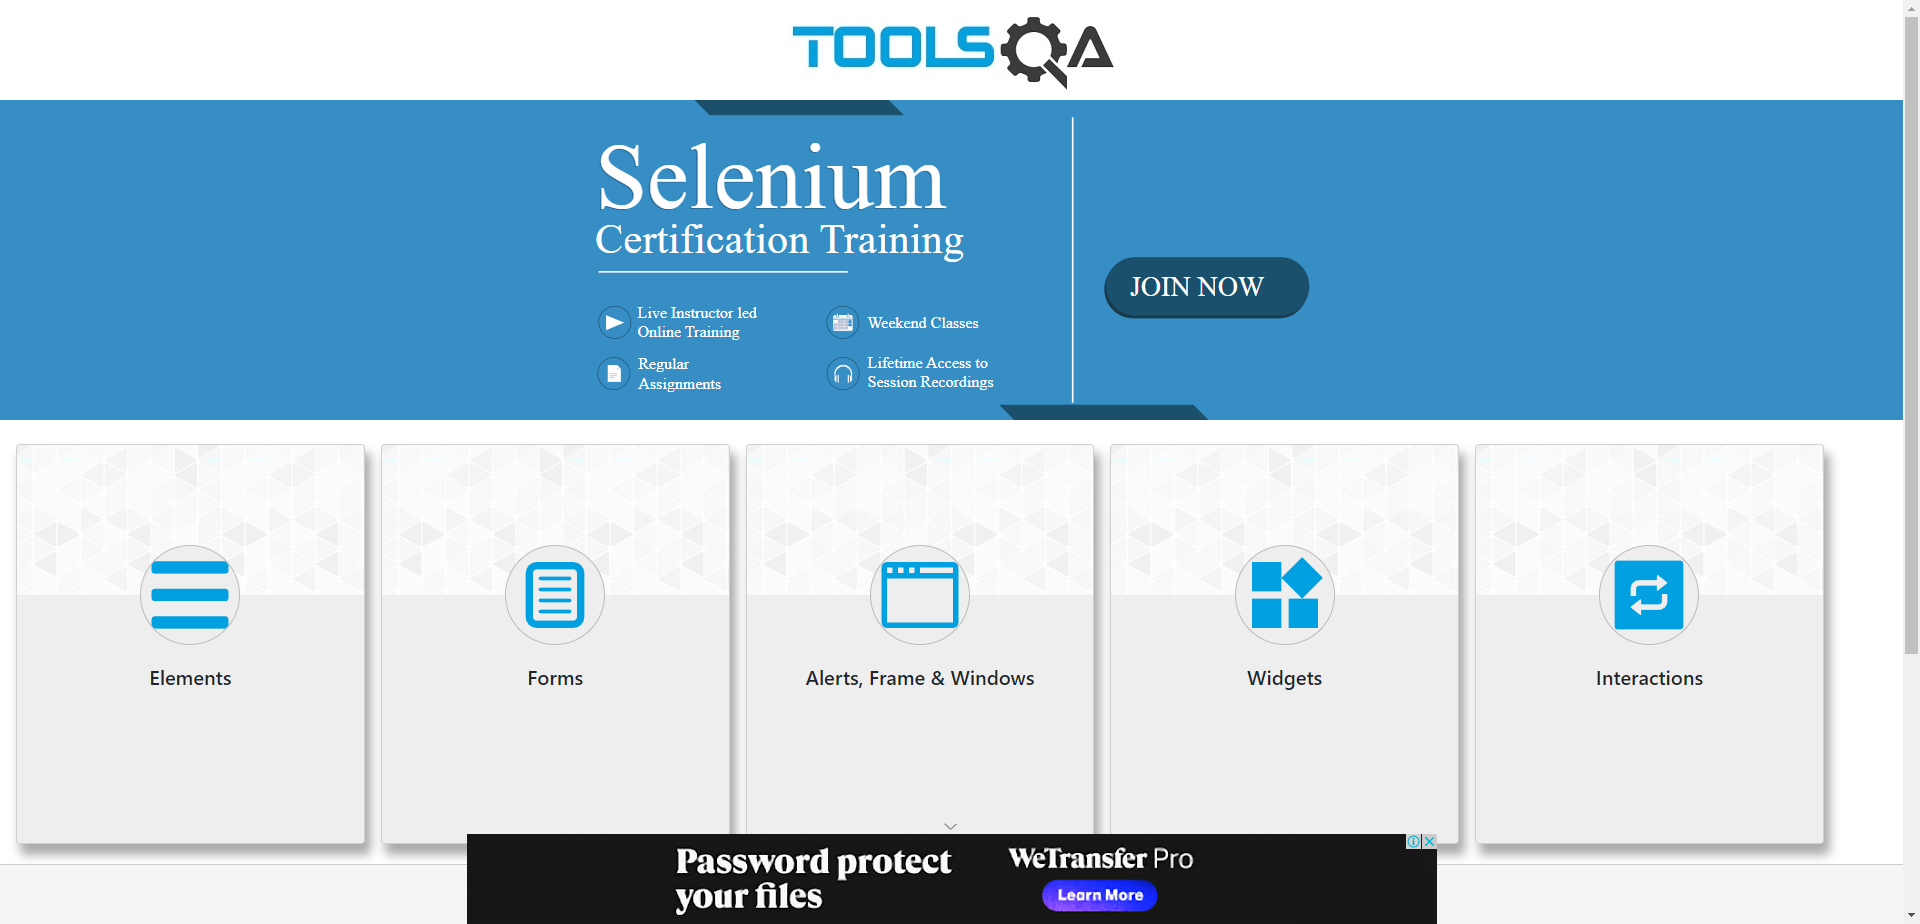 TOOLSQA
Selenium
Certification Training
JOIN NOW
Live Instructor led
Online Training
Weekend Classes
Regular
Assignments
Lifetime Access to
Session Recordings
Elements
Forms
Alerts, Frame & Windows
Widgets
Interactions
Password protect
your files
WeTransfer Pro
Learn More